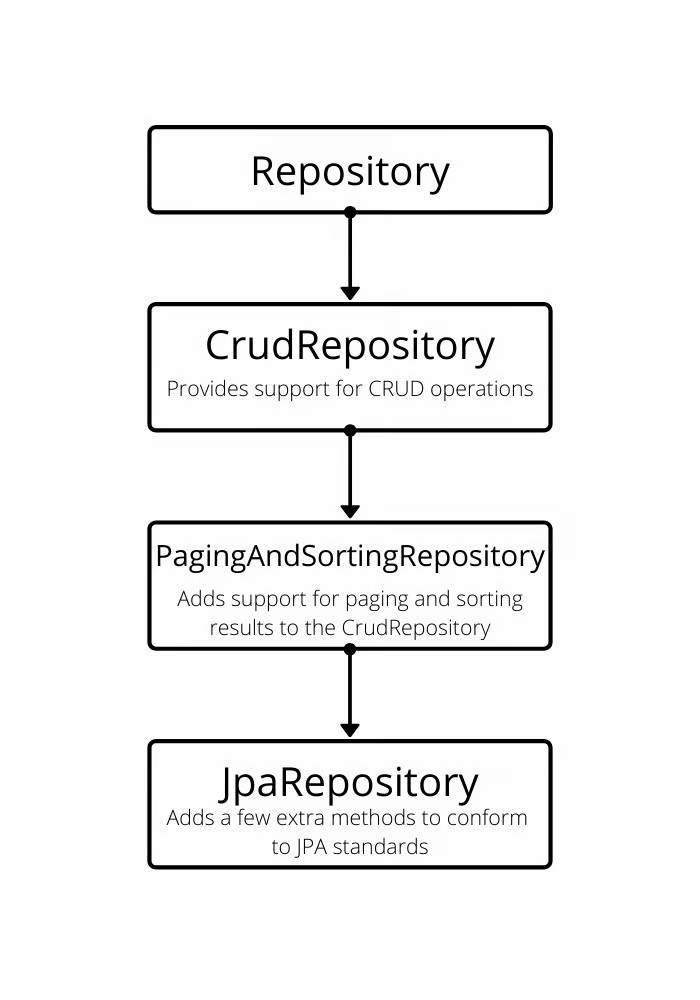 Repository
CrudRepository
Provides support for CRUD operations
PagingAndSortingRepository
Adds support for paging and sorting
results to the CrudRepository
JpaRepository
Adds a few extra methods to conform
to JPA standards